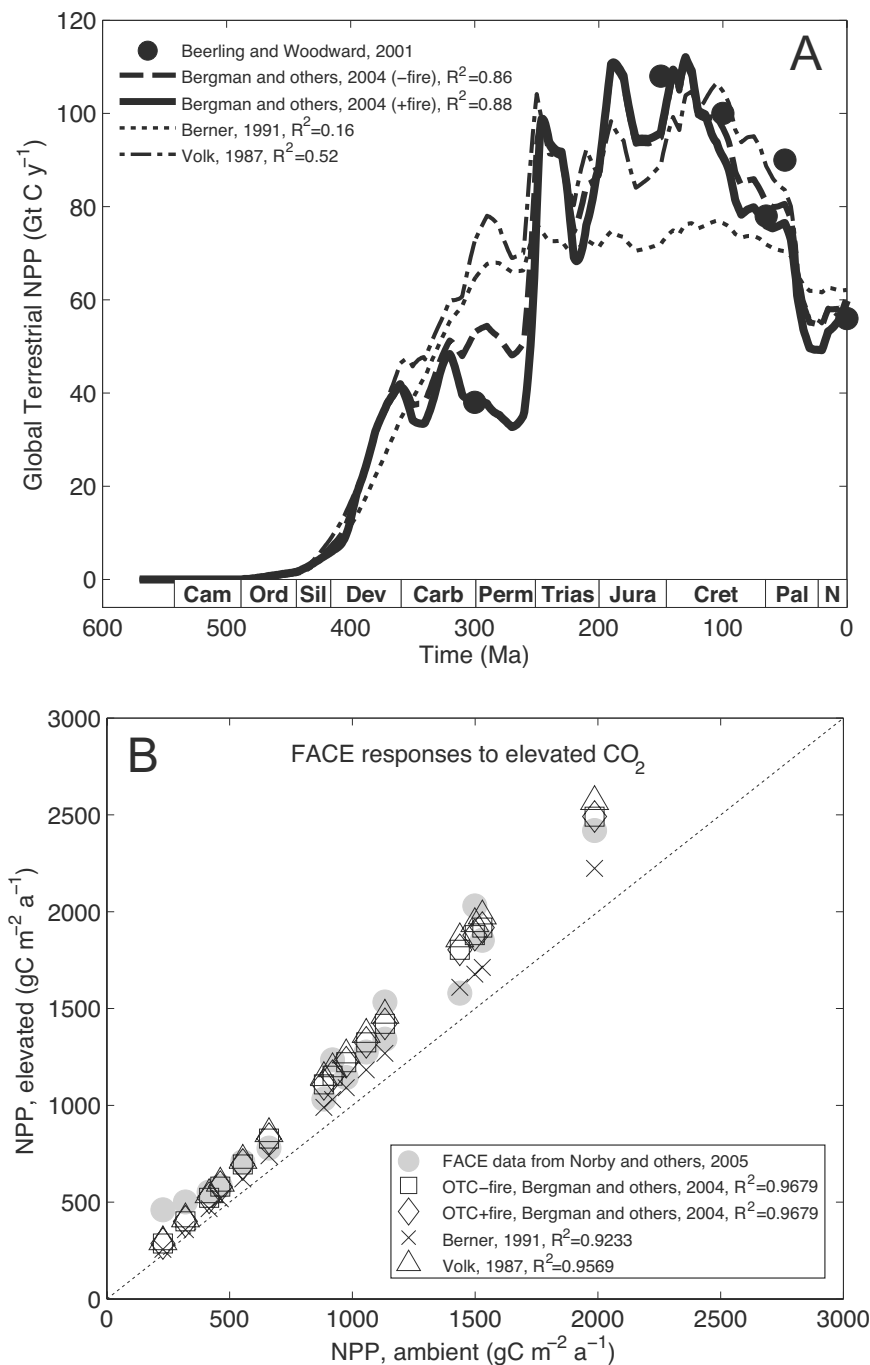 A
Beerling and Woodward, 2001
Bergman and others, 2004 (−fire), R²=0.86
Bergman and others, 2004 (+fire), R²=0.88
Berner, 1991, R²=0.16
Volk, 1987, R²=0.52
Global Terrestrial NPP (Gt C y⁻¹)
120
100
80
60
40
20
0
Cam Ord Sil Dev Carb Perm Trias Jura Cret Pal N
600 500 400 300 200 100 0
Time (Ma)
B
FACE responses to elevated CO₂
NPP, elevated (gC m⁻² a⁻¹)
3000
2500
2000
1500
1000
500
0
FACE data from Norby and others, 2005
OTC−fire, Bergman and others, 2004, R²=0.9679
OTC+fire, Bergman and others, 2004, R²=0.9679
Berner, 1991, R²=0.9233
Volk, 1987, R²=0.9569
0 500 1000 1500 2000 2500 3000
NPP, ambient (gC m⁻² a⁻¹)